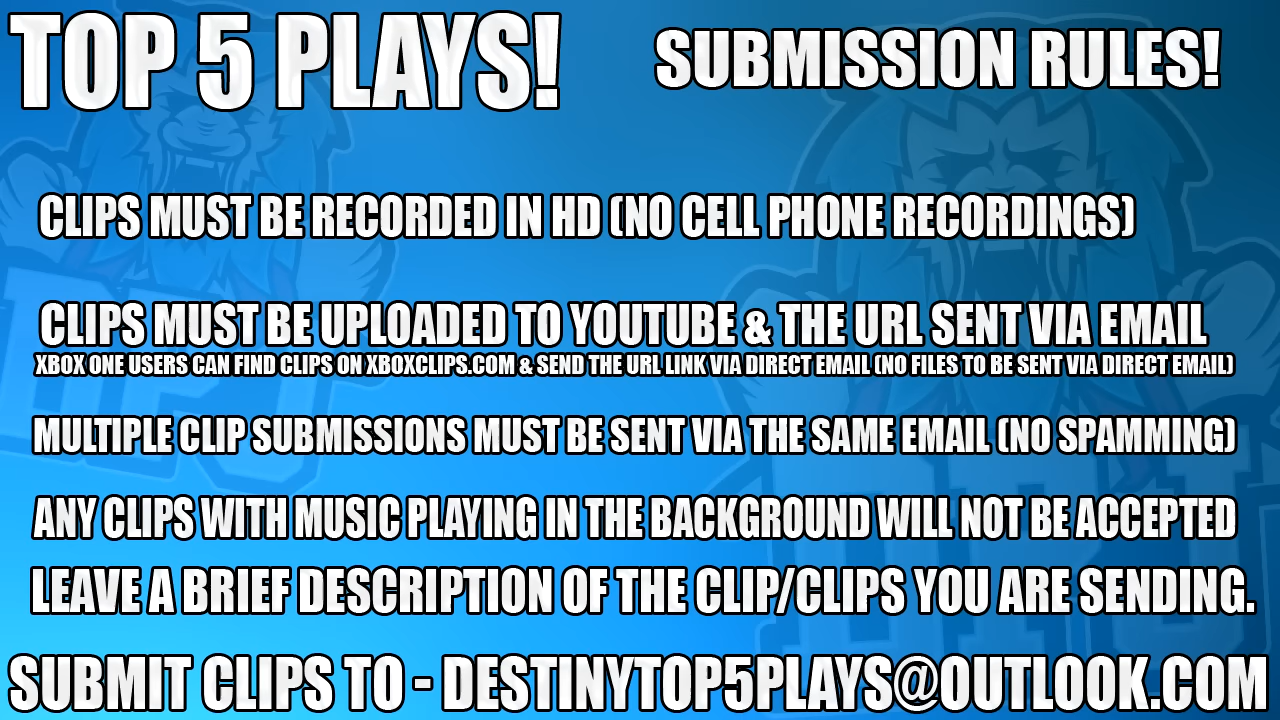 TOP 5 PLAYS!
SUBMISSION RULES!
CLIPS MUST BE RECORDED IN HD (NO CELL PHONE RECORDINGS)
CLIPS MUST BE UPLOADED TO YOUTUBE & THE URL SENT VIA EMAIL
XBOX ONE USERS CAN FIND CLIPS ON XBOXCLIPS.COM & SEND THE URL LINK VIA DIRECT EMAIL (NO FILES TO BE SENT VIA DIRECT EMAIL)
MULTIPLE CLIP SUBMISSIONS MUST BE SENT VIA THE SAME EMAIL (NO SPAMMING)
ANY CLIPS WITH MUSIC PLAYING IN THE BACKGROUND WILL NOT BE ACCEPTED
LEAVE A BRIEF DESCRIPTION OF THE CLIP/CLIPS YOU ARE SENDING.
SUBMIT CLIPS TO - DESTINYTOP5PLAYS@OUTLOOK.COM